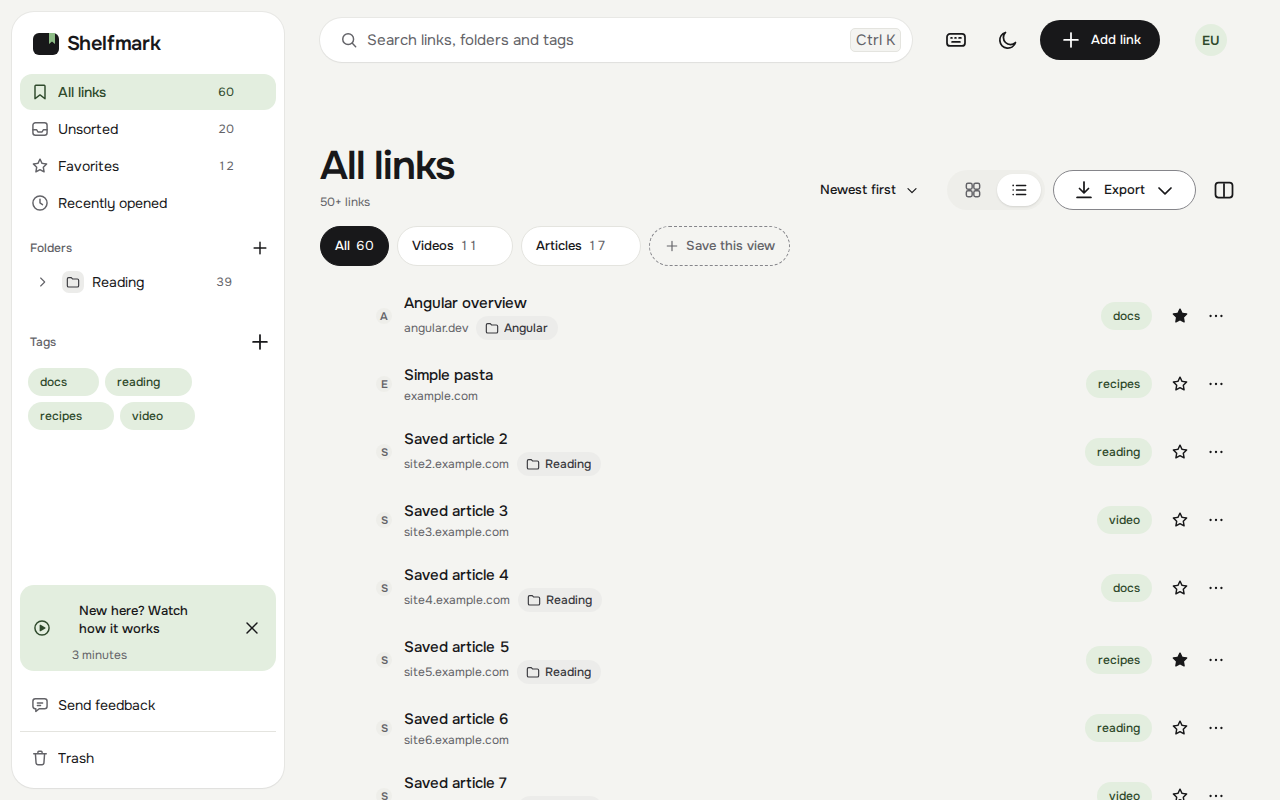 Shelfmark
All links 60
Unsorted 20
Favorites 12
Recently opened
Folders
Reading 39
Tags
docs reading
recipes video
New here? Watch
how it works
3 minutes
Send feedback
Trash
Search links, folders and tags Ctrl K
Add link
EU
All links
50+ links
Newest first
Export
All 60 Videos 11 Articles 17 Save this view
A
Angular overview
angular.dev Angular
docs
E
Simple pasta
example.com
recipes
S
Saved article 2
site2.example.com Reading
reading
S
Saved article 3
site3.example.com
video
S
Saved article 4
site4.example.com Reading
docs
S
Saved article 5
site5.example.com Reading
recipes
S
Saved article 6
site6.example.com
reading
S
Saved article 7
video